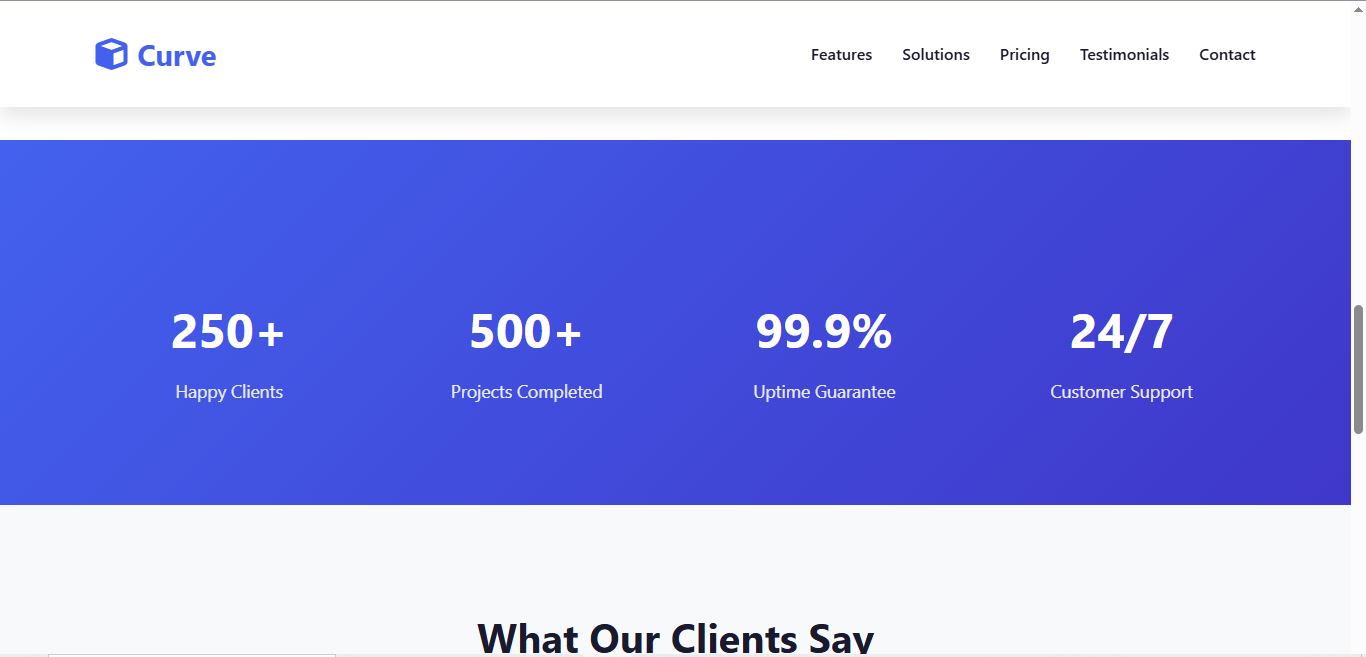 Curve
Features Solutions Pricing Testimonials Contact
250+ 500+ 99.9% 24/7
Happy Clients Projects Completed Uptime Guarantee Customer Support
What Our Clients Say